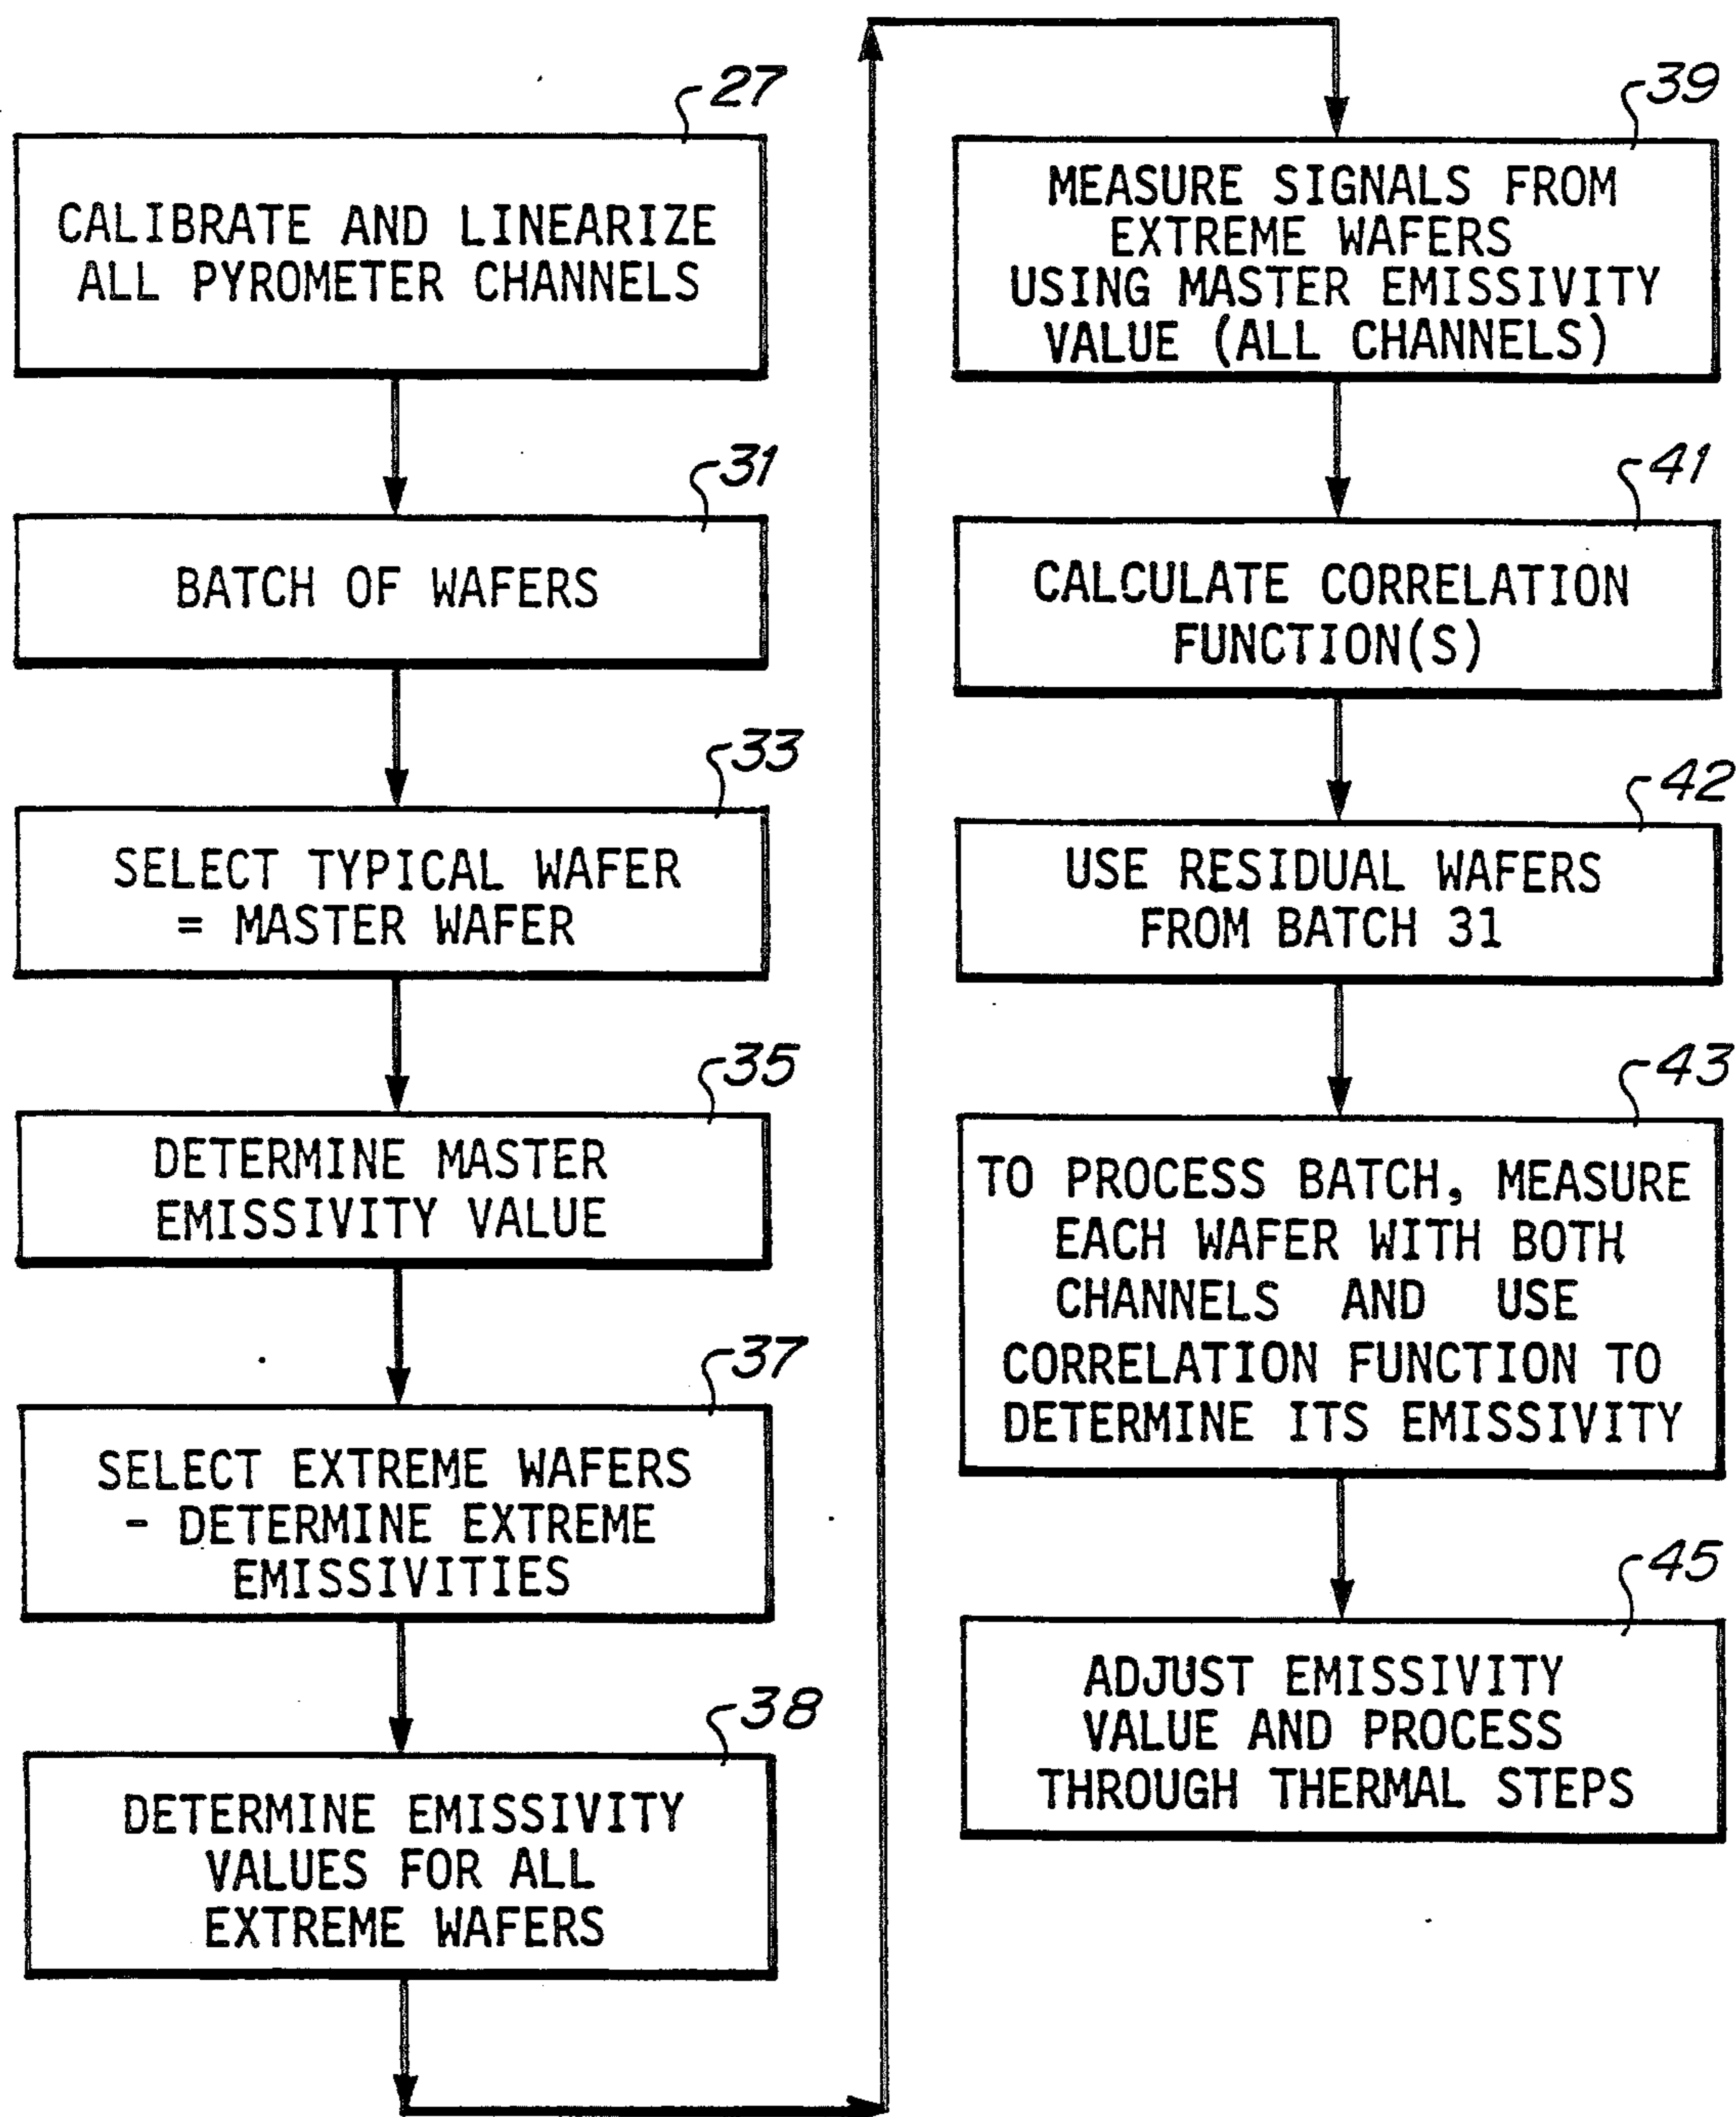 27
CALIBRATE AND LINEARIZE
ALL PYROMETER CHANNELS
31
BATCH OF WAFERS
33
SELECT TYPICAL WAFER
= MASTER WAFER
35
DETERMINE MASTER
EMISSIVITY VALUE
37
SELECT EXTREME WAFERS
- DETERMINE EXTREME
EMISSIVITIES
38
DETERMINE EMISSIVITY
VALUES FOR ALL
EXTREME WAFERS
39
MEASURE SIGNALS FROM
EXTREME WAFERS
USING MASTER EMISSIVITY
VALUE (ALL CHANNELS)
41
CALCULATE CORRELATION
FUNCTION(S)
42
USE RESIDUAL WAFERS
FROM BATCH 31
43
TO PROCESS BATCH, MEASURE
EACH WAFER WITH BOTH
CHANNELS AND USE
CORRELATION FUNCTION TO
DETERMINE ITS EMISSIVITY
45
ADJUST EMISSIVITY
VALUE AND PROCESS
THROUGH THERMAL STEPS